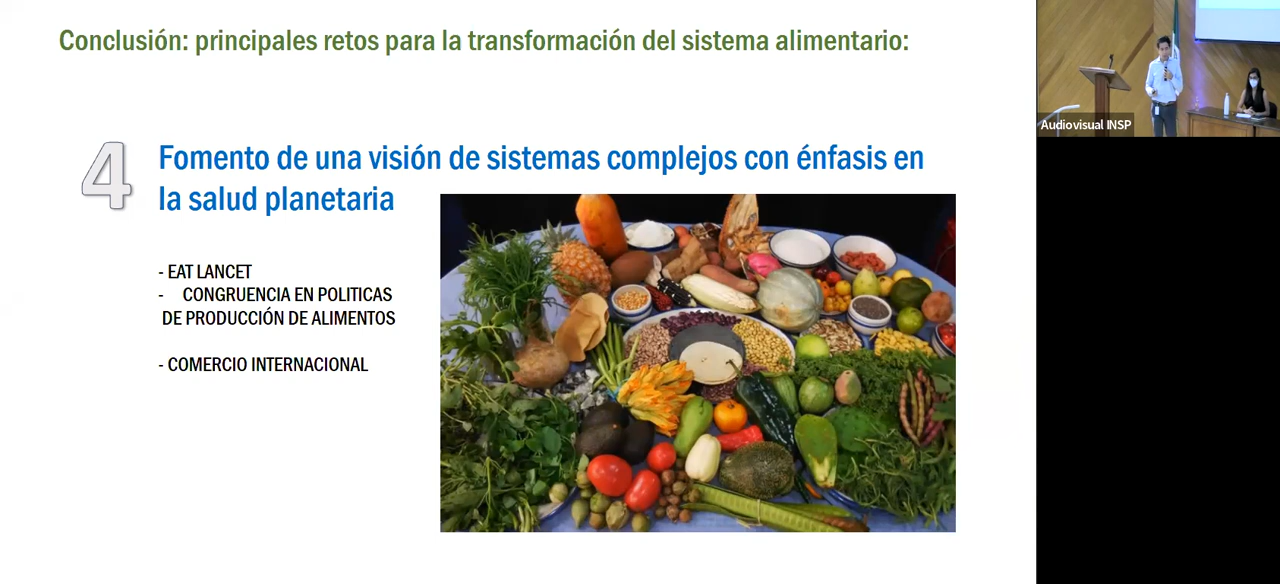 Conclusión: principales retos para la transformación del sistema alimentario:
4
Fomento de una visión de sistemas complejos con énfasis en
la salud planetaria
- EAT LANCET
- CONGRUENCIA EN POLITICAS
DE PRODUCCIÓN DE ALIMENTOS
- COMERCIO INTERNACIONAL
Audiovisual INSP